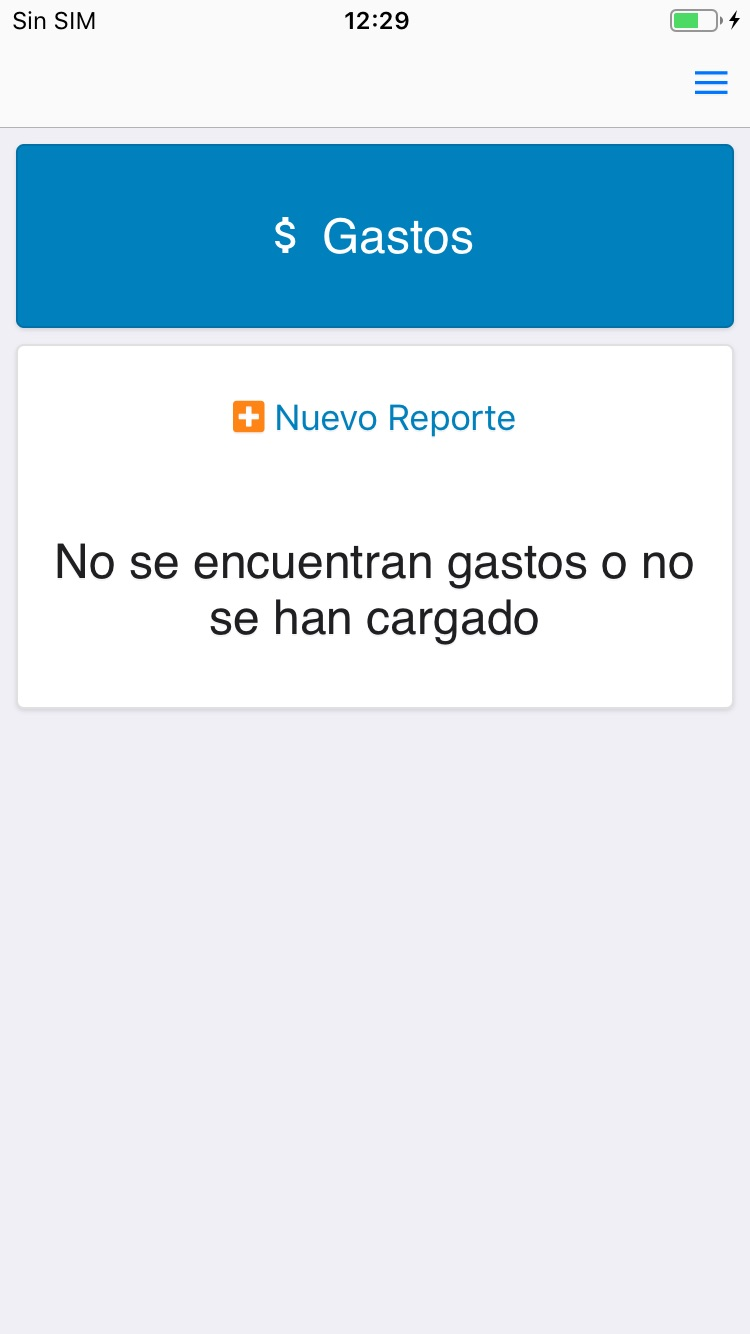 Sin SIM 12:29
$ Gastos
Nuevo Reporte
No se encuentran gastos o no
se han cargado